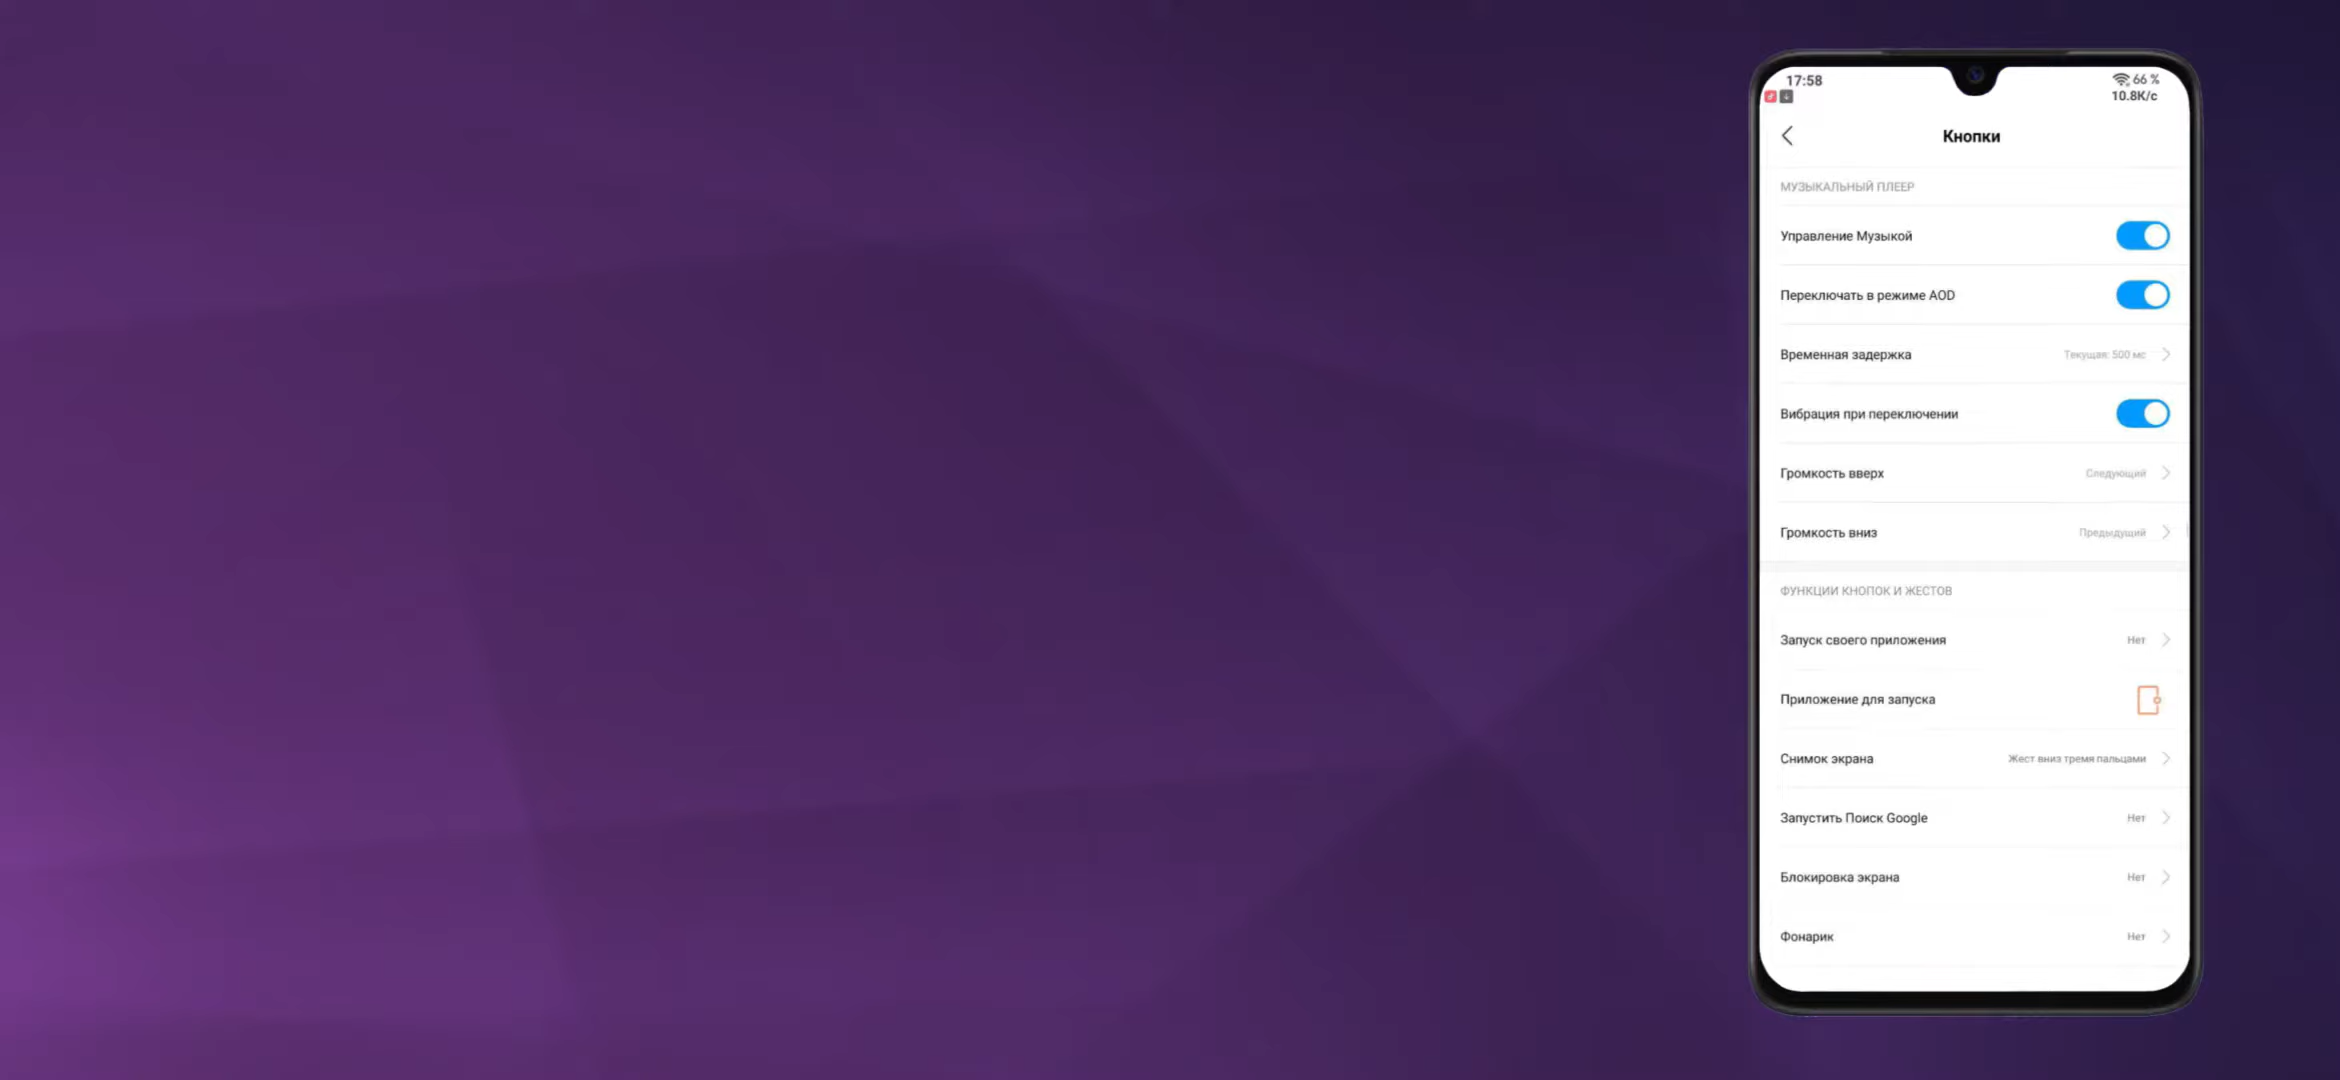 17:58
66 %
10.8K/с
Кнопки
МУЗЫКАЛЬНЫЙ ПЛЕЕР
Управление Музыкой
Переключать в режиме AOD
Временная задержка Текущая: 500 мс
Вибрация при переключении
Громкость вверх Следующий
Громкость вниз Предыдущий
ФУНКЦИИ КНОПОК И ЖЕСТОВ
Запуск своего приложения Нет
Приложение для запуска
Снимок экрана Жест вниз тремя пальцами
Запустить Поиск Google Нет
Блокировка экрана Нет
Фонарик Нет